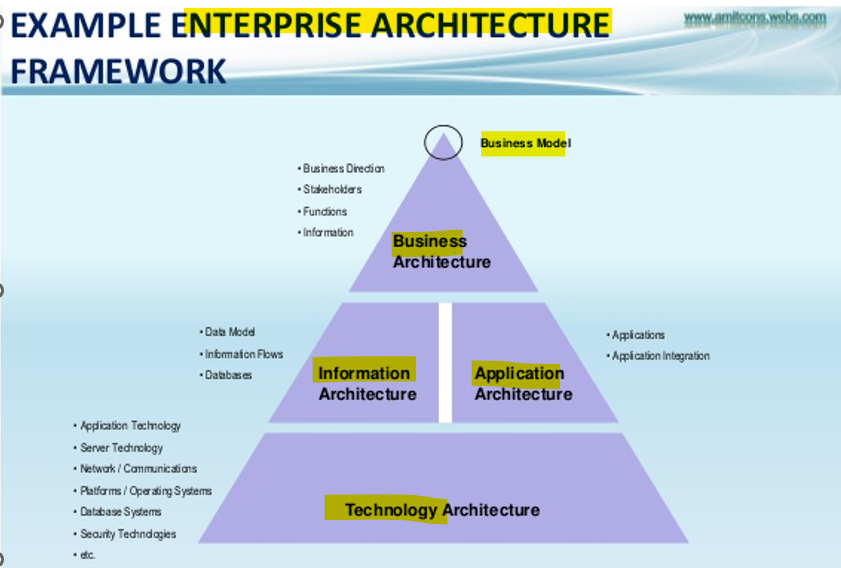 EXAMPLE ENTERPRISE ARCHITECTURE
FRAMEWORK
www.amitcons.webs.com
Business Model
• Business Direction
• Stakeholders
• Functions
• Information
Business
Architecture
• Data Model
• Information Flows
• Databases
Information
Architecture
Application
Architecture
• Applications
• Application Integration
• Application Technology
• Server Technology
• Network / Communications
• Platforms / Operating Systems
• Database Systems
• Security Technologies
• etc.
Technology Architecture